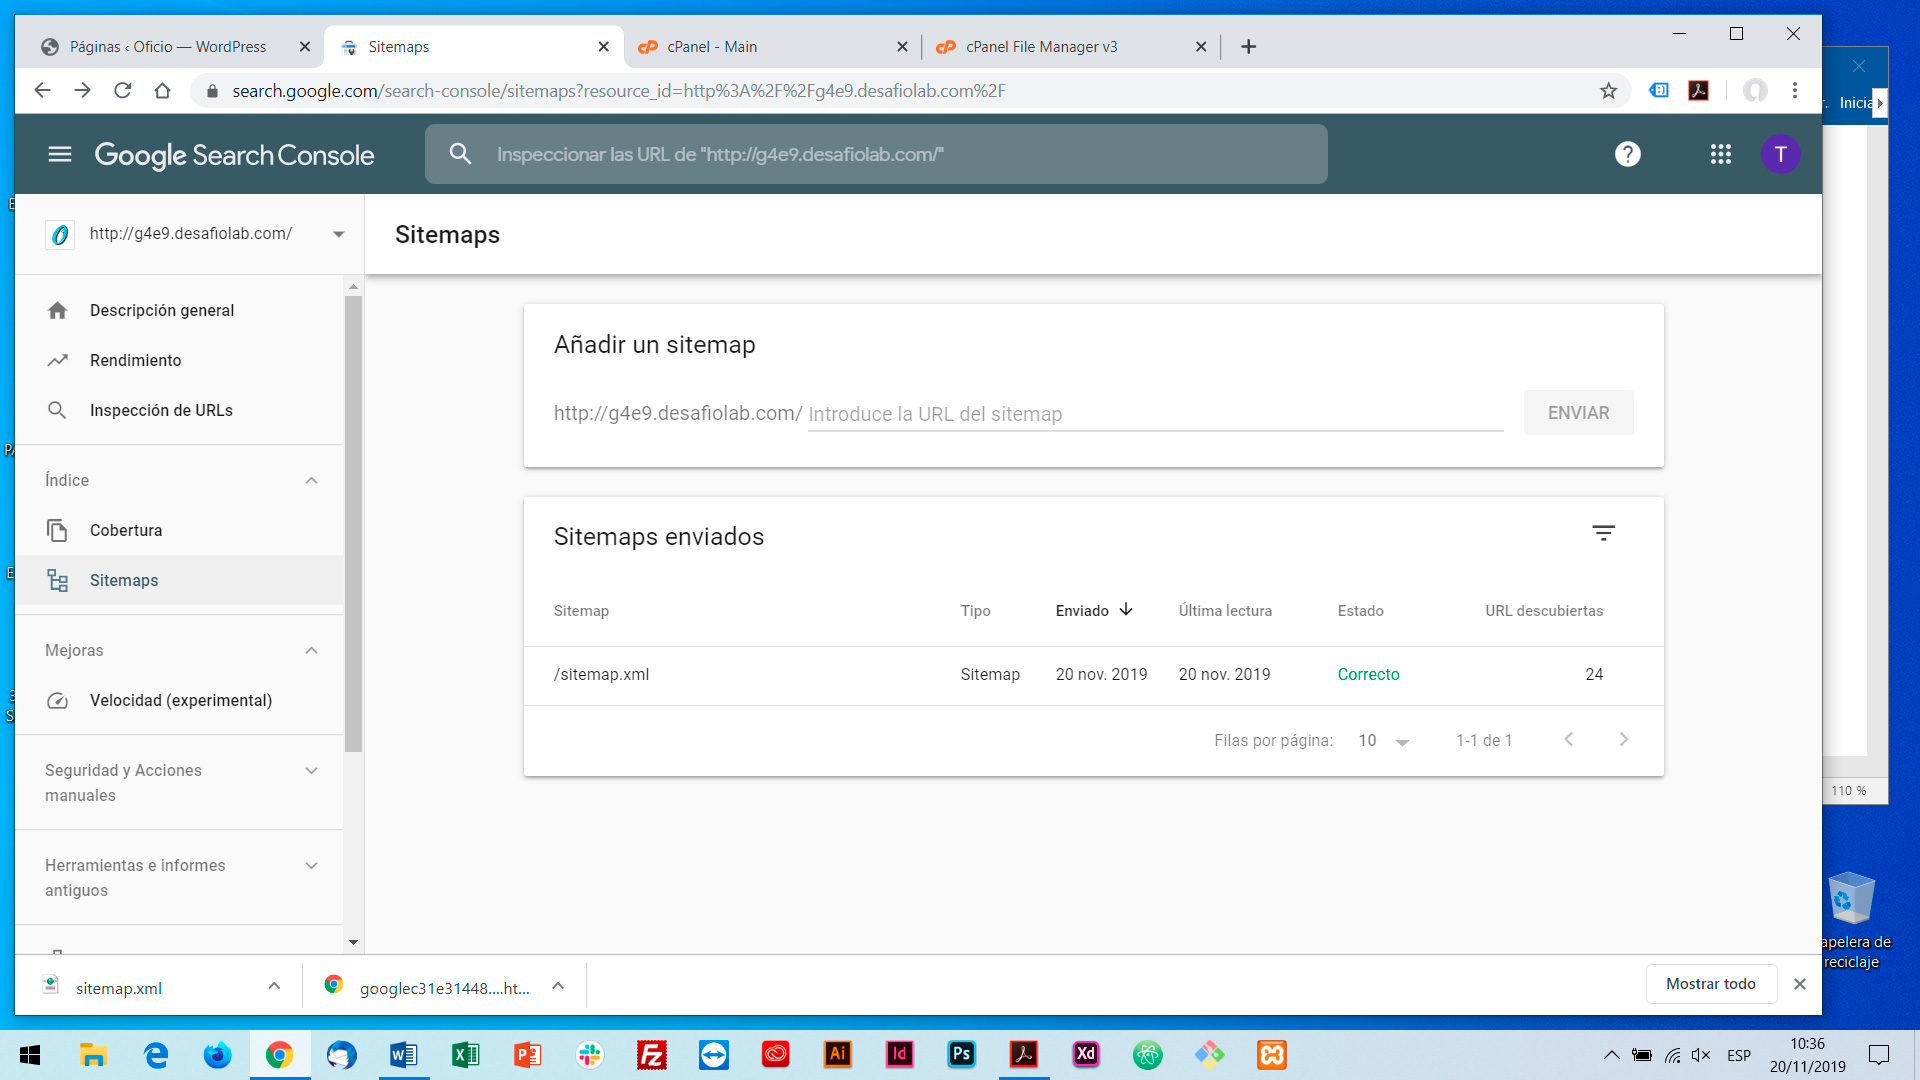 Páginas ‹ Oficio — WordPress
Sitemaps
cPanel - Main
cPanel File Manager v3
search.google.com/search-console/sitemaps?resource_id=http%3A%2F%2Fg4e9.desafiolab.com%2F
Inicia
Google Search Console
Inspeccionar las URL de "http://g4e9.desafiolab.com/"
?
T
http://g4e9.desafiolab.com/
Sitemaps
Descripción general
Rendimiento
Inspección de URLs
Índice
Cobertura
Sitemaps
Mejoras
Velocidad (experimental)
Seguridad y Acciones
manuales
Herramientas e informes
antiguos
Añadir un sitemap
http://g4e9.desafiolab.com/ Introduce la URL del sitemap
ENVIAR
Sitemaps enviados
Sitemap Tipo Enviado Última lectura Estado URL descubiertas
/sitemap.xml Sitemap 20 nov. 2019 20 nov. 2019 Correcto 24
Filas por página: 10 1-1 de 1
110 %
apelera de
reciclaje
sitemap.xml
googlec31e31448....ht...
Mostrar todo
Ai
Id
Ps
Xd
ESP
10:36
20/11/2019